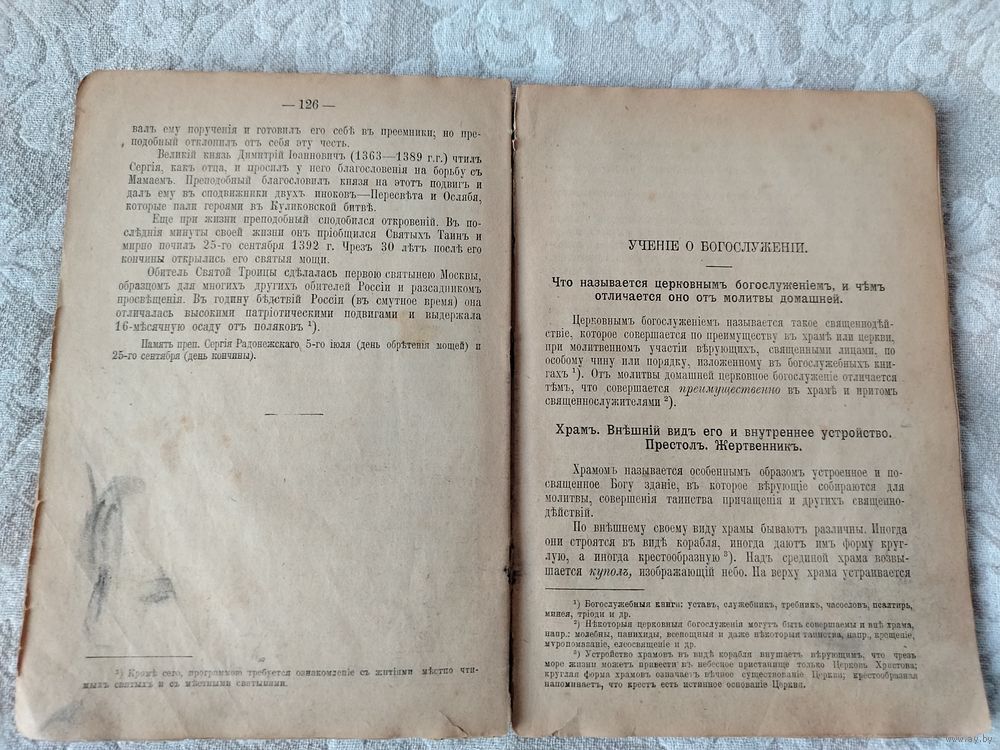 — 126 —
валъ ему порученія и готовилъ его себѣ въ преемники; но пре-
подобный отклонилъ отъ себя эту честь.
Великій князь Димитрій Іоанновичъ (1363—1389 г.г.) чтилъ
Сергія, какъ отца, и просилъ у него благословенія на борьбу съ
Мамаемъ. Преподобный благословилъ князя на этотъ подвигъ и
далъ ему въ сподвижники двухъ иноковъ—Пересвѣта и Ослябя,
которые пали героями въ Куликовской битвѣ.
Еще при жизни преподобный сподобился откровеній. Въ по-
слѣднія минуты своей жизни онъ пріобщился Святыхъ Таинъ и
мирно почилъ 25-го сентября 1392 г. Чрезъ 30 лѣтъ послѣ его
кончины открылись его святыя мощи.
Обитель Святой Троицы сдѣлалась первою святынею Москвы,
образцомъ для многихъ другихъ обителей Россіи и разсадникомъ
просвѣщенія. Въ годину бѣдствій Россіи (въ смутное время) она
отличалась высокими патріотическими подвигами и выдержала
16-мѣсячную осаду отъ поляковъ ¹).
Память преп. Сергія Радонежскаго 5-го іюля (день обрѣтенія мощей) и
25-го сентября (день кончины).
¹) Кромѣ сего, программою требуется ознакомленіе съ житіями мѣстно чти-
мыхъ святыхъ и съ мѣстными святынями.
УЧЕНІЕ О БОГОСЛУЖЕНІИ.
Что называется церковнымъ богослуженіемъ, и чѣмъ
отличается оно отъ молитвы домашней.
Церковнымъ богослуженіемъ называется такое священнодѣй-
ствіе, которое совершается по преимуществу въ храмѣ или церкви,
при молитвенномъ участіи вѣрующихъ, священными лицами, по
особому чину или порядку, изложенному въ богослужебныхъ кни-
гахъ ¹). Отъ молитвы домашней церковное богослуженіе отличается
тѣмъ, что совершается преимущественно въ храмѣ и притомъ
священнослужителями ²).
Храмъ. Внѣшній видъ его и внутреннее устройство.
Престолъ. Жертвенникъ.
Храмомъ называется особеннымъ образомъ устроенное и по-
священное Богу зданіе, въ которое вѣрующіе собираются для
молитвы, совершенія таинства причащенія и другихъ священно-
дѣйствій.
По внѣшнему своему виду храмы бываютъ различны. Иногда
они строятся въ видѣ корабля, иногда даютъ имъ форму круг-
лую, а иногда крестообразную ³). Надъ срединой храма возвы-
шается куполъ, изображающій небо. На верху храма устраивается
¹) Богослужебныя книги: уставъ, служебникъ, требникъ, часословъ, псалтирь,
минея, тріоди и др.
²) Нѣкоторыя церковныя богослуженія могутъ быть совершаемы и внѣ храма,
напр.: молебны, панихиды, всенощныя и даже нѣкоторыя таинства, напр., крещеніе,
муропомазаніе, елеосвященіе и др.
³) Устройство храмовъ въ видѣ корабля внушаетъ вѣрующимъ, что чрезъ
море жизни можетъ привести въ небесное пристанище только Церковь Христова;
круглая форма храмовъ означаетъ вѣчное существованіе Церкви; крестообразная
напоминаетъ, что крестъ есть истинное основаніе Церкви.
www.ay.by